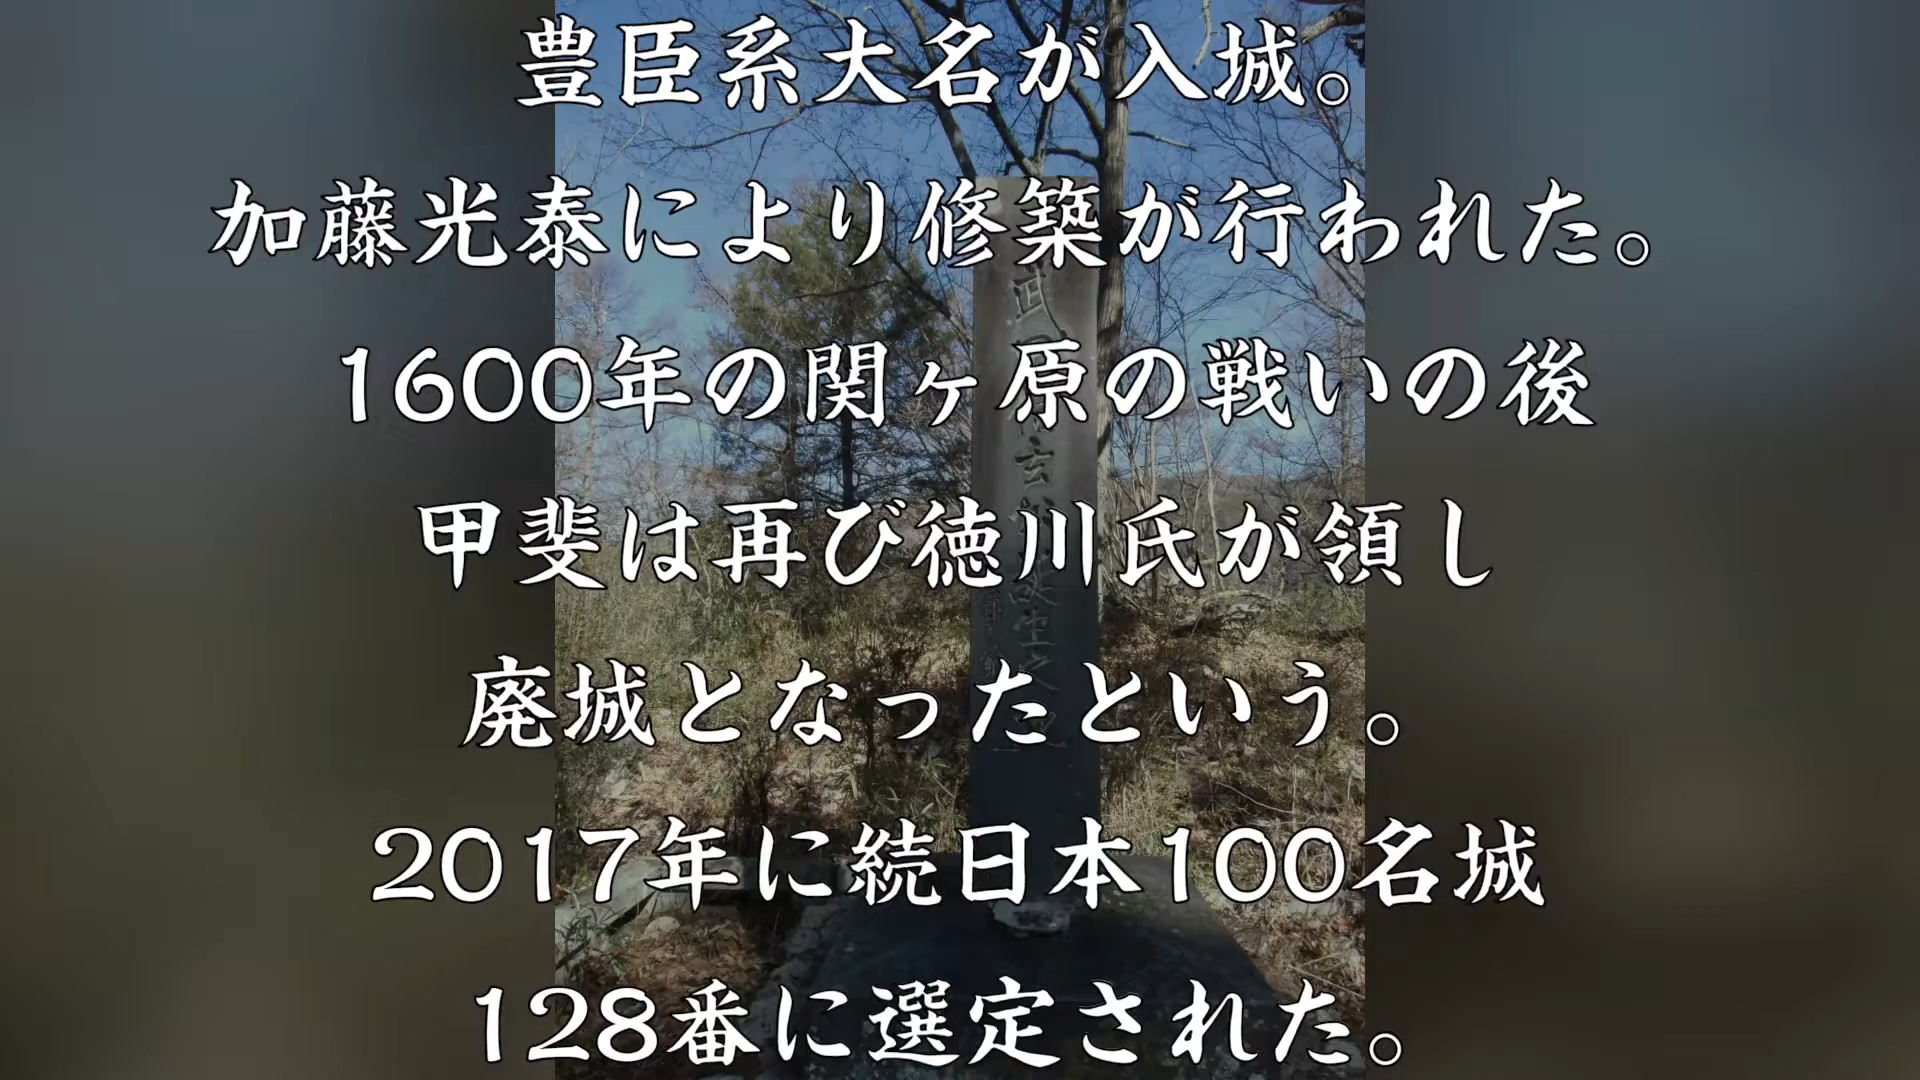 豊臣系大名が入城。
加藤光泰により修築が行われた。
1600年の関ヶ原の戦いの後
甲斐は再び徳川氏が領し
廃城となったという。
2017年に続日本100名城
128番に選定された。